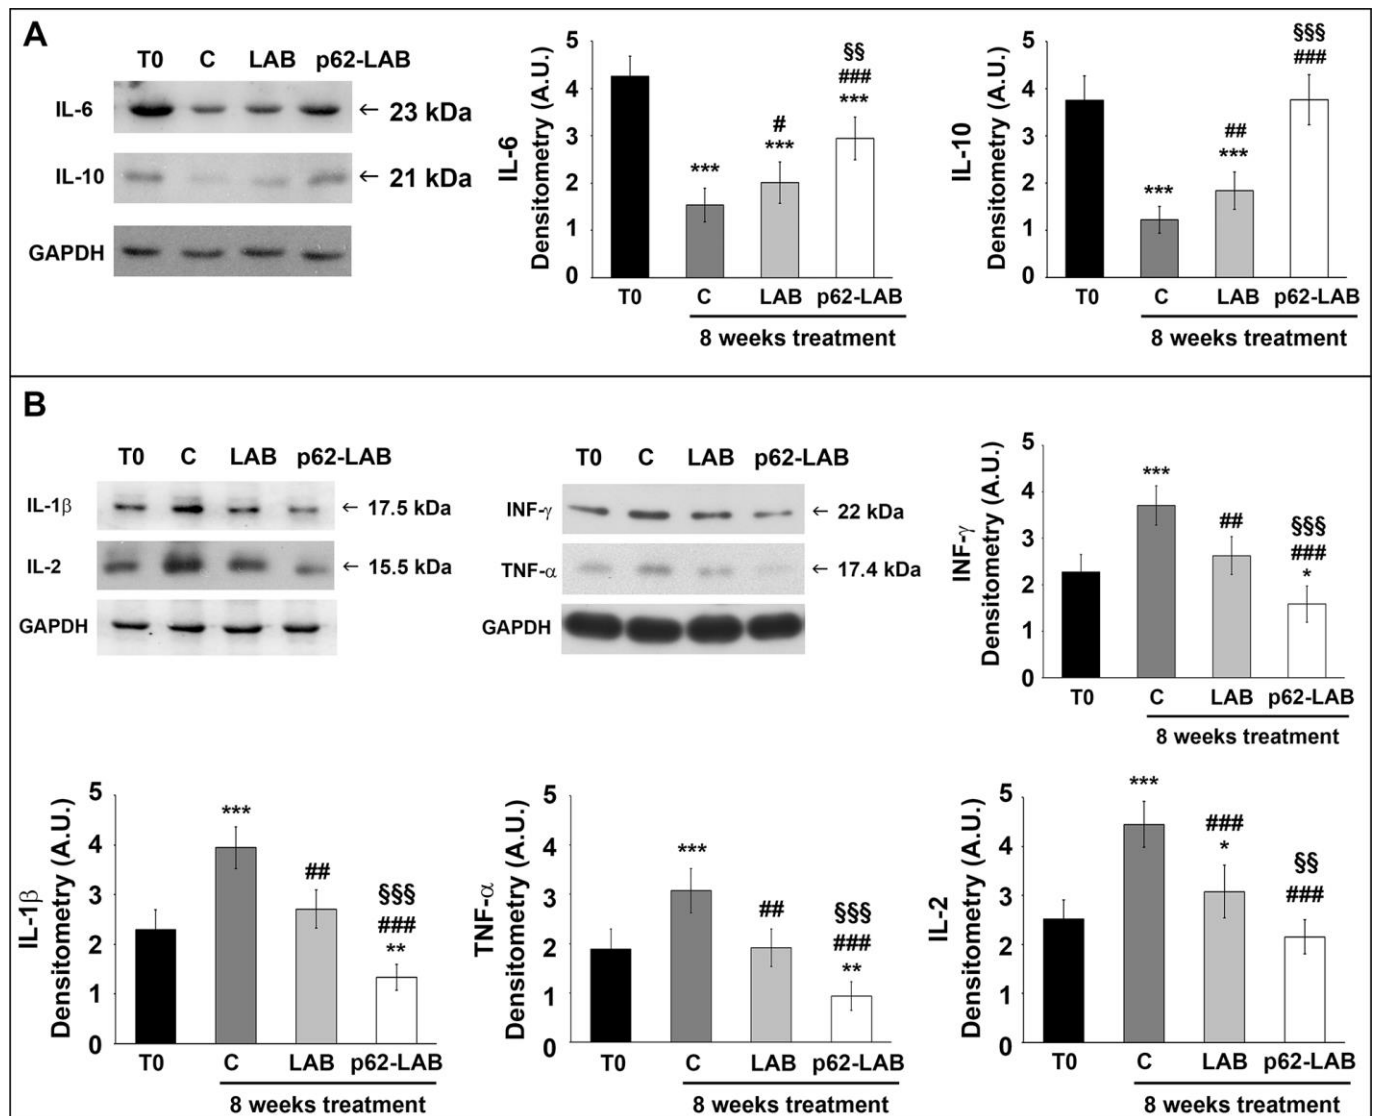 A
T0 C LAB p62-LAB
IL-6 ← 23 kDa
IL-10 ← 21 kDa
GAPDH
IL-6
Densitometry (A.U.)
5
4
3
2
1
0
***
#
***
§§
###
***
T0 C LAB p62-LAB
8 weeks treatment
IL-10
Densitometry (A.U.)
5
4
3
2
1
0
***
##
***
§§§
###
T0 C LAB p62-LAB
8 weeks treatment
B
T0 C LAB p62-LAB
IL-1β ← 17.5 kDa
IL-2 ← 15.5 kDa
GAPDH
T0 C LAB p62-LAB
INF-γ ← 22 kDa
TNF-α ← 17.4 kDa
GAPDH
INF-γ
Densitometry (A.U.)
5
4
3
2
1
0
***
##
§§§
###
*
T0 C LAB p62-LAB
8 weeks treatment
IL-1β
Densitometry (A.U.)
5
4
3
2
1
0
***
##
§§§
###
**
T0 C LAB p62-LAB
8 weeks treatment
TNF-α
Densitometry (A.U.)
5
4
3
2
1
0
***
##
§§§
###
**
T0 C LAB p62-LAB
8 weeks treatment
IL-2
Densitometry (A.U.)
5
4
3
2
1
0
***
###
*
§§
###
T0 C LAB p62-LAB
8 weeks treatment